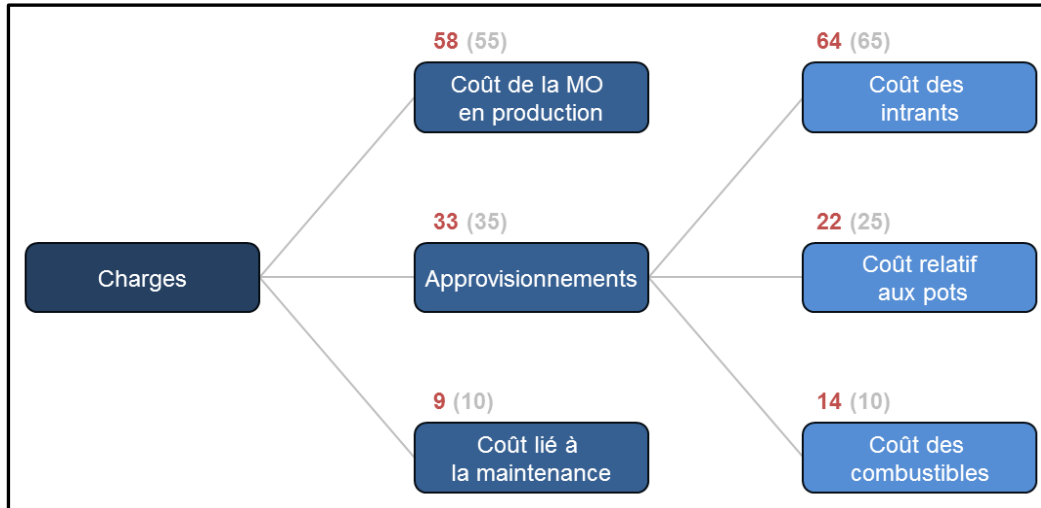 58 (55)
Coût de la MO
en production
64 (65)
Coût des
intrants
Charges
33 (35)
Approvisionnements
22 (25)
Coût relatif
aux pots
9 (10)
Coût lié à
la maintenance
14 (10)
Coût des
combustibles